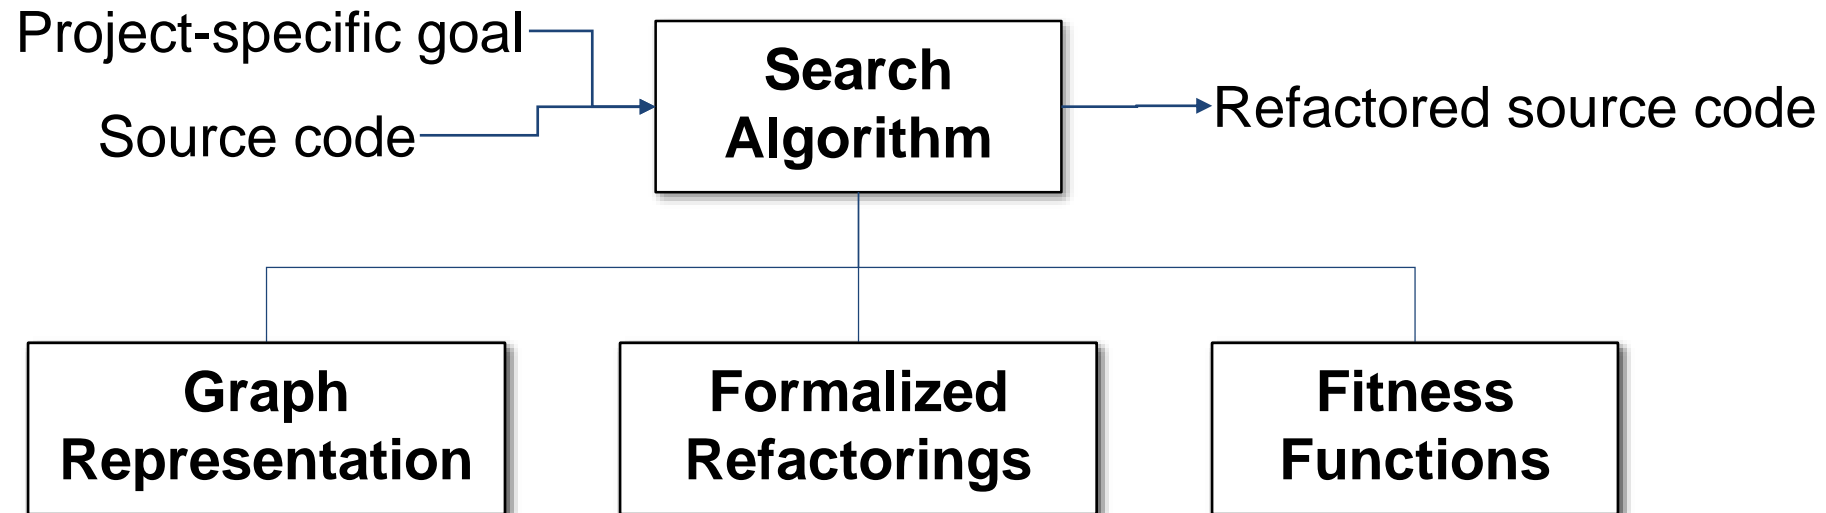 Project-specific goal
Source code
Search
Algorithm
Refactored source code
Graph
Representation
Formalized
Refactorings
Fitness
Functions